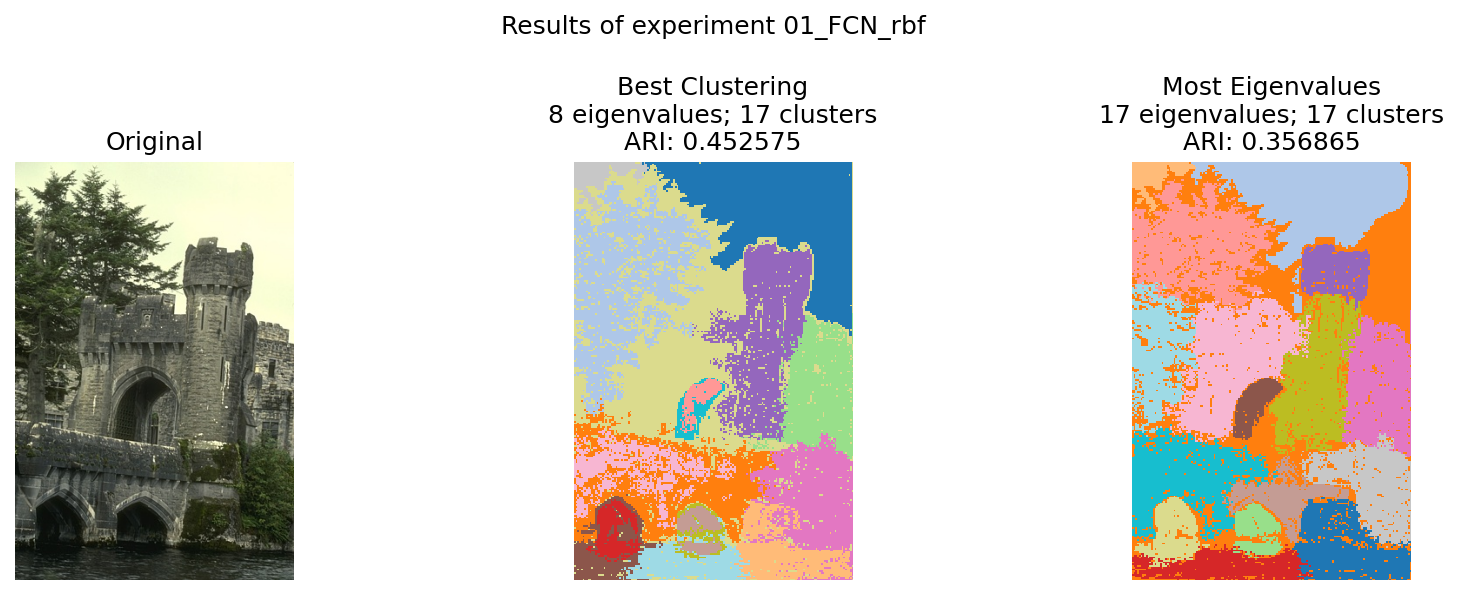 Results of experiment 01_FCN_rbf
Original
Best Clustering
8 eigenvalues; 17 clusters
ARI: 0.452575
Most Eigenvalues
17 eigenvalues; 17 clusters
ARI: 0.356865